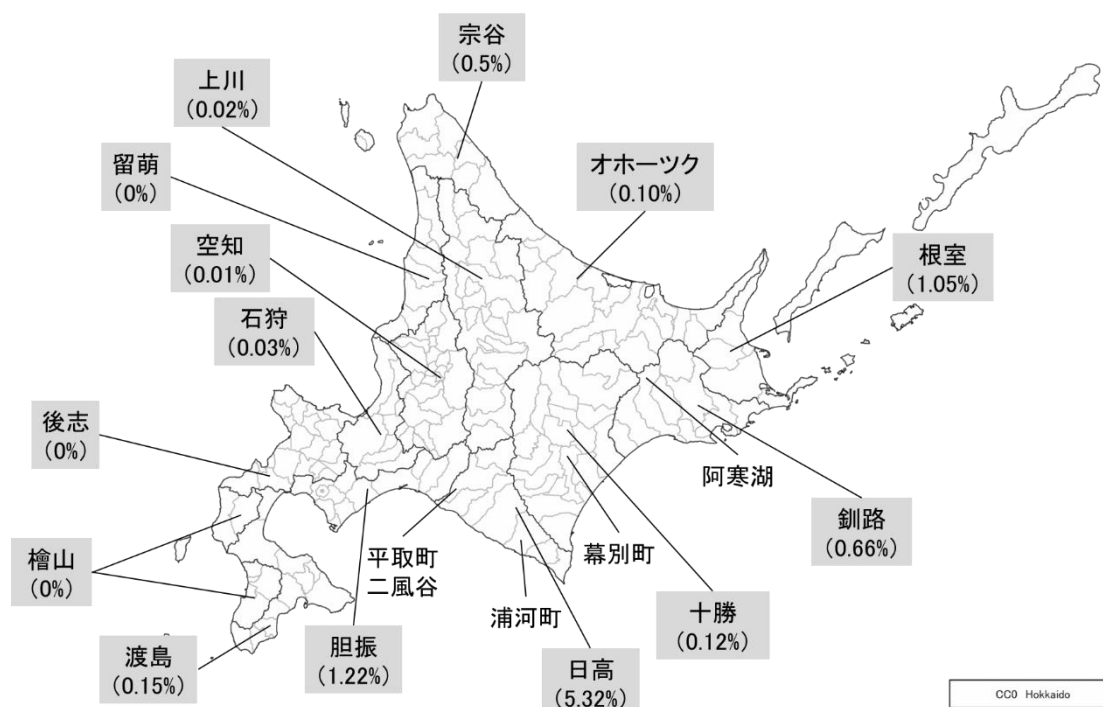 宗谷
(0.5%)
上川
(0.02%)
留萌
(0%)
オホーツク
(0.10%)
空知
(0.01%)
根室
(1.05%)
石狩
(0.03%)
後志
(0%)
阿寒湖
釧路
(0.66%)
檜山
(0%)
平取町
二風谷
幕別町
浦河町
十勝
(0.12%)
渡島
(0.15%)
胆振
(1.22%)
日高
(5.32%)
CC0 Hokkaido